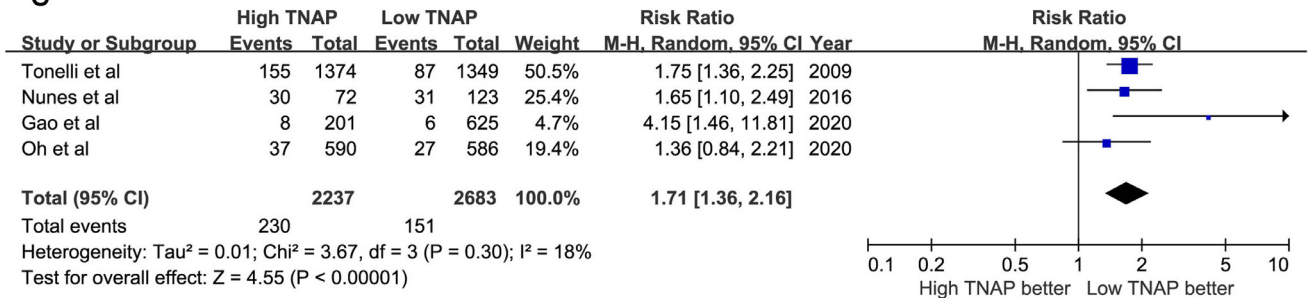 High TNAP Low TNAP Risk Ratio Risk Ratio
Study or Subgroup Events Total Events Total Weight M-H, Random, 95% CI Year M-H, Random, 95% CI
Tonelli et al 155 1374 87 1349 50.5% 1.75 [1.36, 2.25] 2009
Nunes et al 30 72 31 123 25.4% 1.65 [1.10, 2.49] 2016
Gao et al 8 201 6 625 4.7% 4.15 [1.46, 11.81] 2020
Oh et al 37 590 27 586 19.4% 1.36 [0.84, 2.21] 2020
Total (95% CI) 2237 2683 100.0% 1.71 [1.36, 2.16]
Total events 230 151
Heterogeneity: Tau² = 0.01; Chi² = 3.67, df = 3 (P = 0.30); I² = 18%
Test for overall effect: Z = 4.55 (P < 0.00001)
0.1 0.2 0.5 1 2 5 10
High TNAP better Low TNAP better